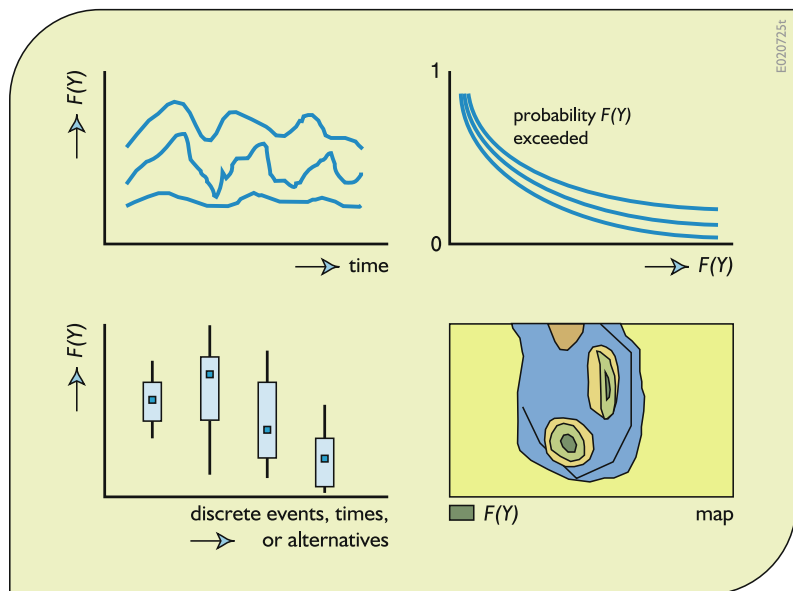 E020725t
F(Y)
time
1
probability F(Y)
exceeded
0
F(Y)
F(Y)
discrete events, times,
or alternatives
F(Y)
map